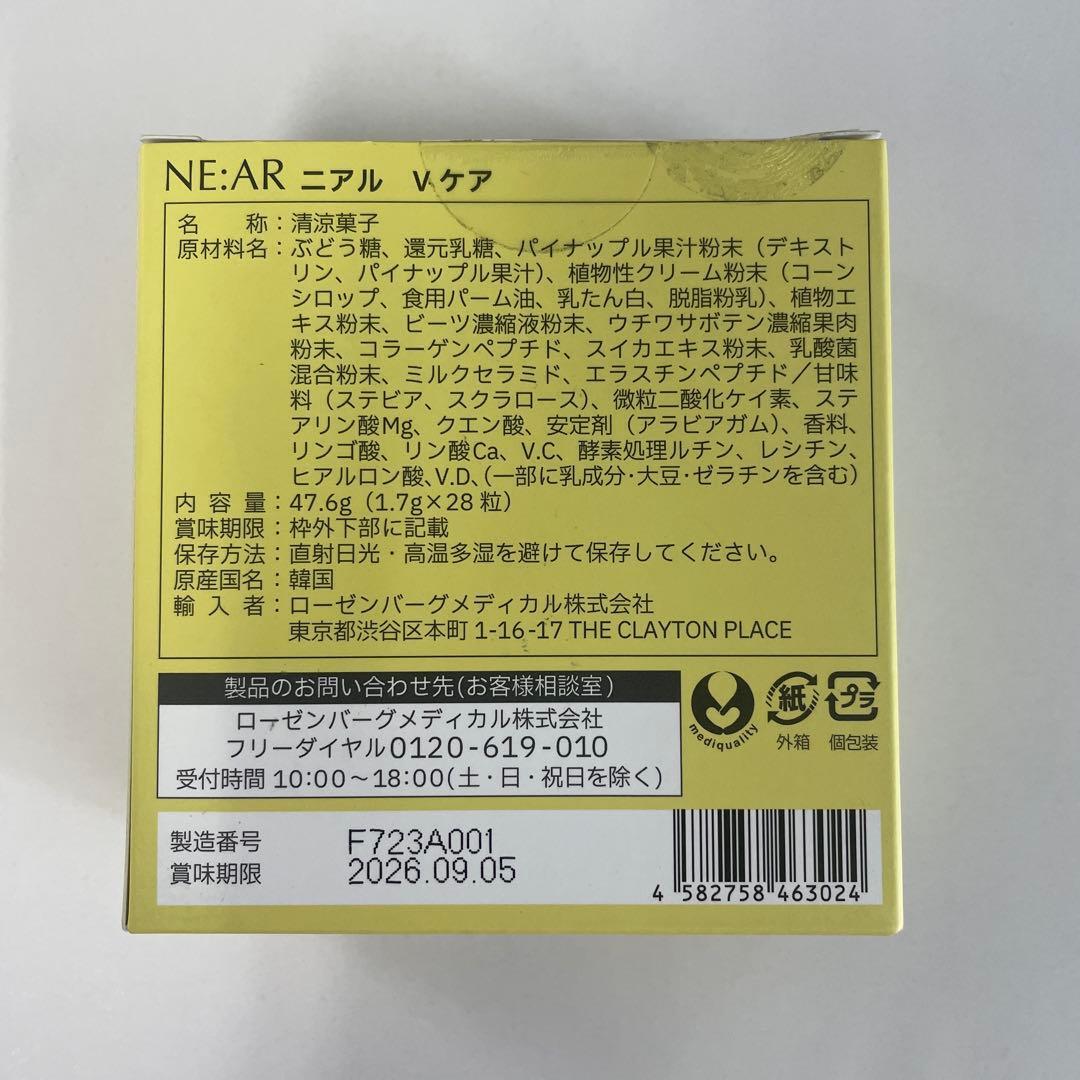 NE:AR ニアル V.ケア
名称：清涼菓子
原材料名：ぶどう糖、還元乳糖、パイナップル果汁粉末（デキスト
リン、パイナップル果汁）、植物性クリーム粉末（コーン
シロップ、食用パーム油、乳たん白、脱脂粉乳）、植物エ
キス粉末、ビーツ濃縮液粉末、ウチワサボテン濃縮果肉
粉末、コラーゲンペプチド、スイカエキス粉末、乳酸菌
混合粉末、ミルクセラミド、エラスチンペプチド／甘味
料（ステビア、スクラロース）、微粒二酸化ケイ素、ステ
アリン酸Mg、クエン酸、安定剤（アラビアガム）、香料、
リンゴ酸、リン酸Ca、V.C、酵素処理ルチン、レシチン、
ヒアルロン酸、V.D、（一部に乳成分・大豆・ゼラチンを含む）
内容量：47.6g（1.7g×28粒）
賞味期限：枠外下部に記載
保存方法：直射日光・高温多湿を避けて保存してください。
原産国名：韓国
輸入者：ローゼンバーグメディカル株式会社
東京都渋谷区本町 1-16-17 THE CLAYTON PLACE
製品のお問い合わせ先（お客様相談室）
ローゼンバーグメディカル株式会社
フリーダイヤル0120-619-010
受付時間 10:00～18:00（土・日・祝日を除く）
mediquality
紙
外箱
プラ
個包装
製造番号 F723A001
賞味期限 2026.09.05
4 582758 463024